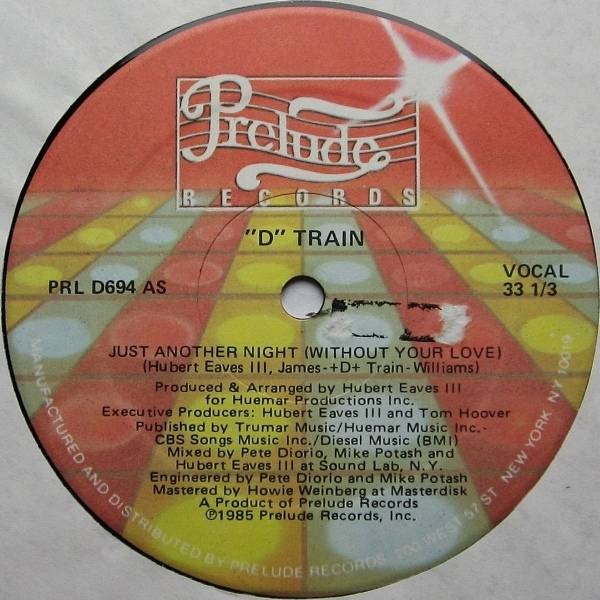 Prelude
RECORDS
"D" TRAIN
PRL D694 AS
VOCAL
33 1/3
JUST ANOTHER NIGHT (WITHOUT YOUR LOVE)
(Hubert Eaves III, James-+D+ Train-Williams)
Produced & Arranged by Hubert Eaves III
for Huemar Productions Inc.
Executive Producers: Hubert Eaves III and Tom Hoover
Published by Trumar Music/Huemar Music Inc.-
CBS Songs Music Inc./Diesel Music (BMI)
Mixed by Pete Diorio, Mike Potash and
Hubert Eaves III at Sound Lab, N.Y.
Engineered by Pete Diorio and Mike Potash
Mastered by Howie Weinberg at Masterdisk
A Product of Prelude Records
℗1985 Prelude Records, Inc.
MANUFACTURED AND DISTRIBUTED BY PRELUDE RECORDS 200 WEST 57 ST NEW YORK NY 10019